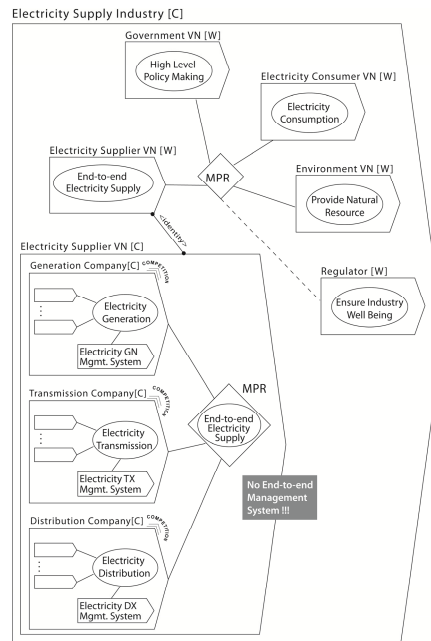 Electricity Supply Industry [C]
Government VN [W]
High Level
Policy Making
Electricity Consumer VN [W]
Electricity
Consumption
Electricity Supplier VN [W]
End-to-end
Electricity Supply
MPR
Environment VN [W]
Provide Natural
Resource
<identity>
Electricity Supplier VN [C]
Regulator [W]
Ensure Industry
Well Being
Generation Company[C]
COMPETITION
Electricity
Generation
Electricity GN
Mgmt. System
Transmission Company[C]
COMPETITION
Electricity
Transmission
Electricity TX
Mgmt. System
MPR
End-to-end
Electricity
Supply
No End-to-end
Management
System !!!
Distribution Company[C]
COMPETITION
Electricity
Distribution
Electricity DX
Mgmt. System